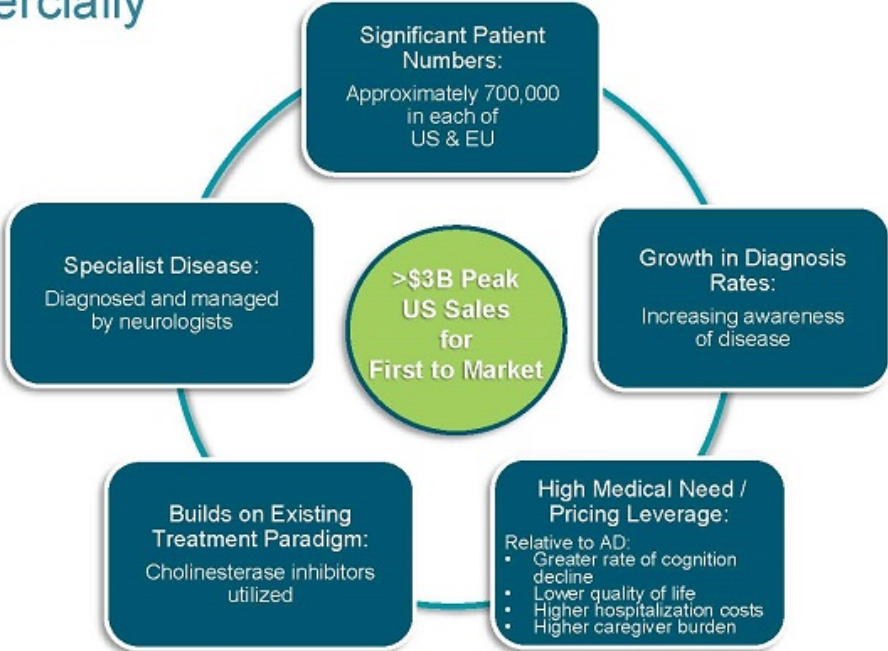 ercially
Significant Patient
Numbers:
Approximately 700,000
in each of
US & EU
Specialist Disease:
Diagnosed and managed
by neurologists
>$3B Peak
US Sales
for
First to Market
Growth in Diagnosis
Rates:
Increasing awareness
of disease
Builds on Existing
Treatment Paradigm:
Cholinesterase inhibitors
utilized
High Medical Need /
Pricing Leverage:
Relative to AD:
• Greater rate of cognition
decline
• Lower quality of life
• Higher hospitalization costs
• Higher caregiver burden